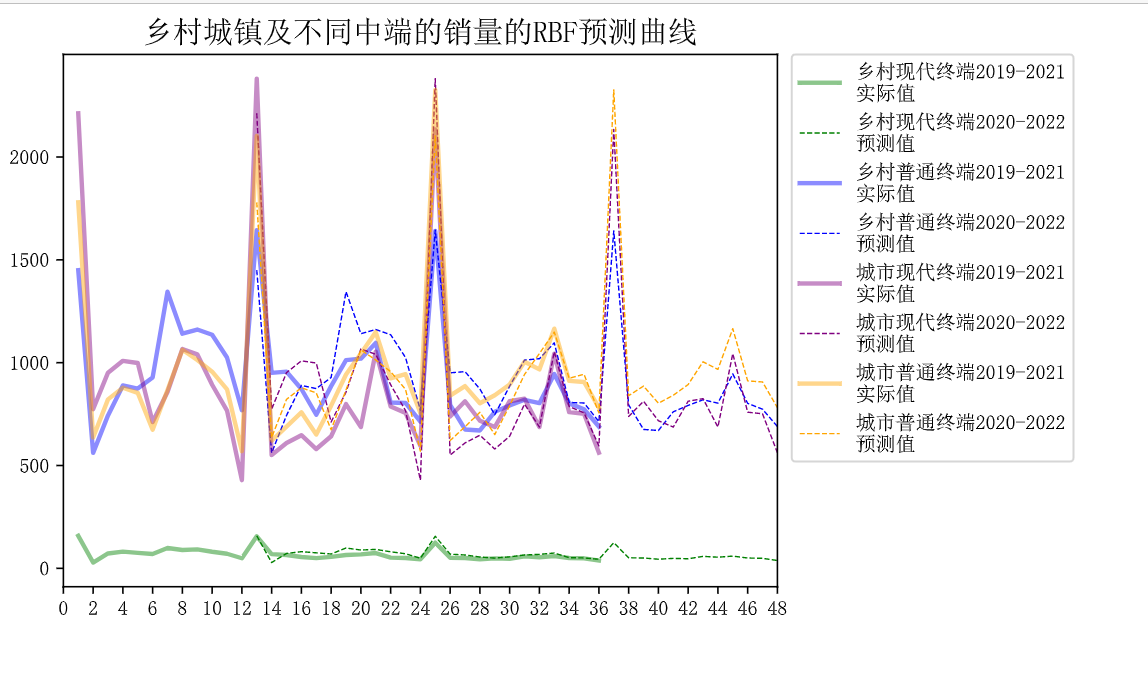 乡村城镇及不同中端的销量的RBF预测曲线
2000
1500
1000
500
0
0 2 4 6 8 10 12 14 16 18 20 22 24 26 28 30 32 34 36 38 40 42 44 46 48
乡村现代终端2019-2021
实际值
乡村现代终端2020-2022
预测值
乡村普通终端2019-2021
实际值
乡村普通终端2020-2022
预测值
城市现代终端2019-2021
实际值
城市现代终端2020-2022
预测值
城市普通终端2019-2021
实际值
城市普通终端2020-2022
预测值